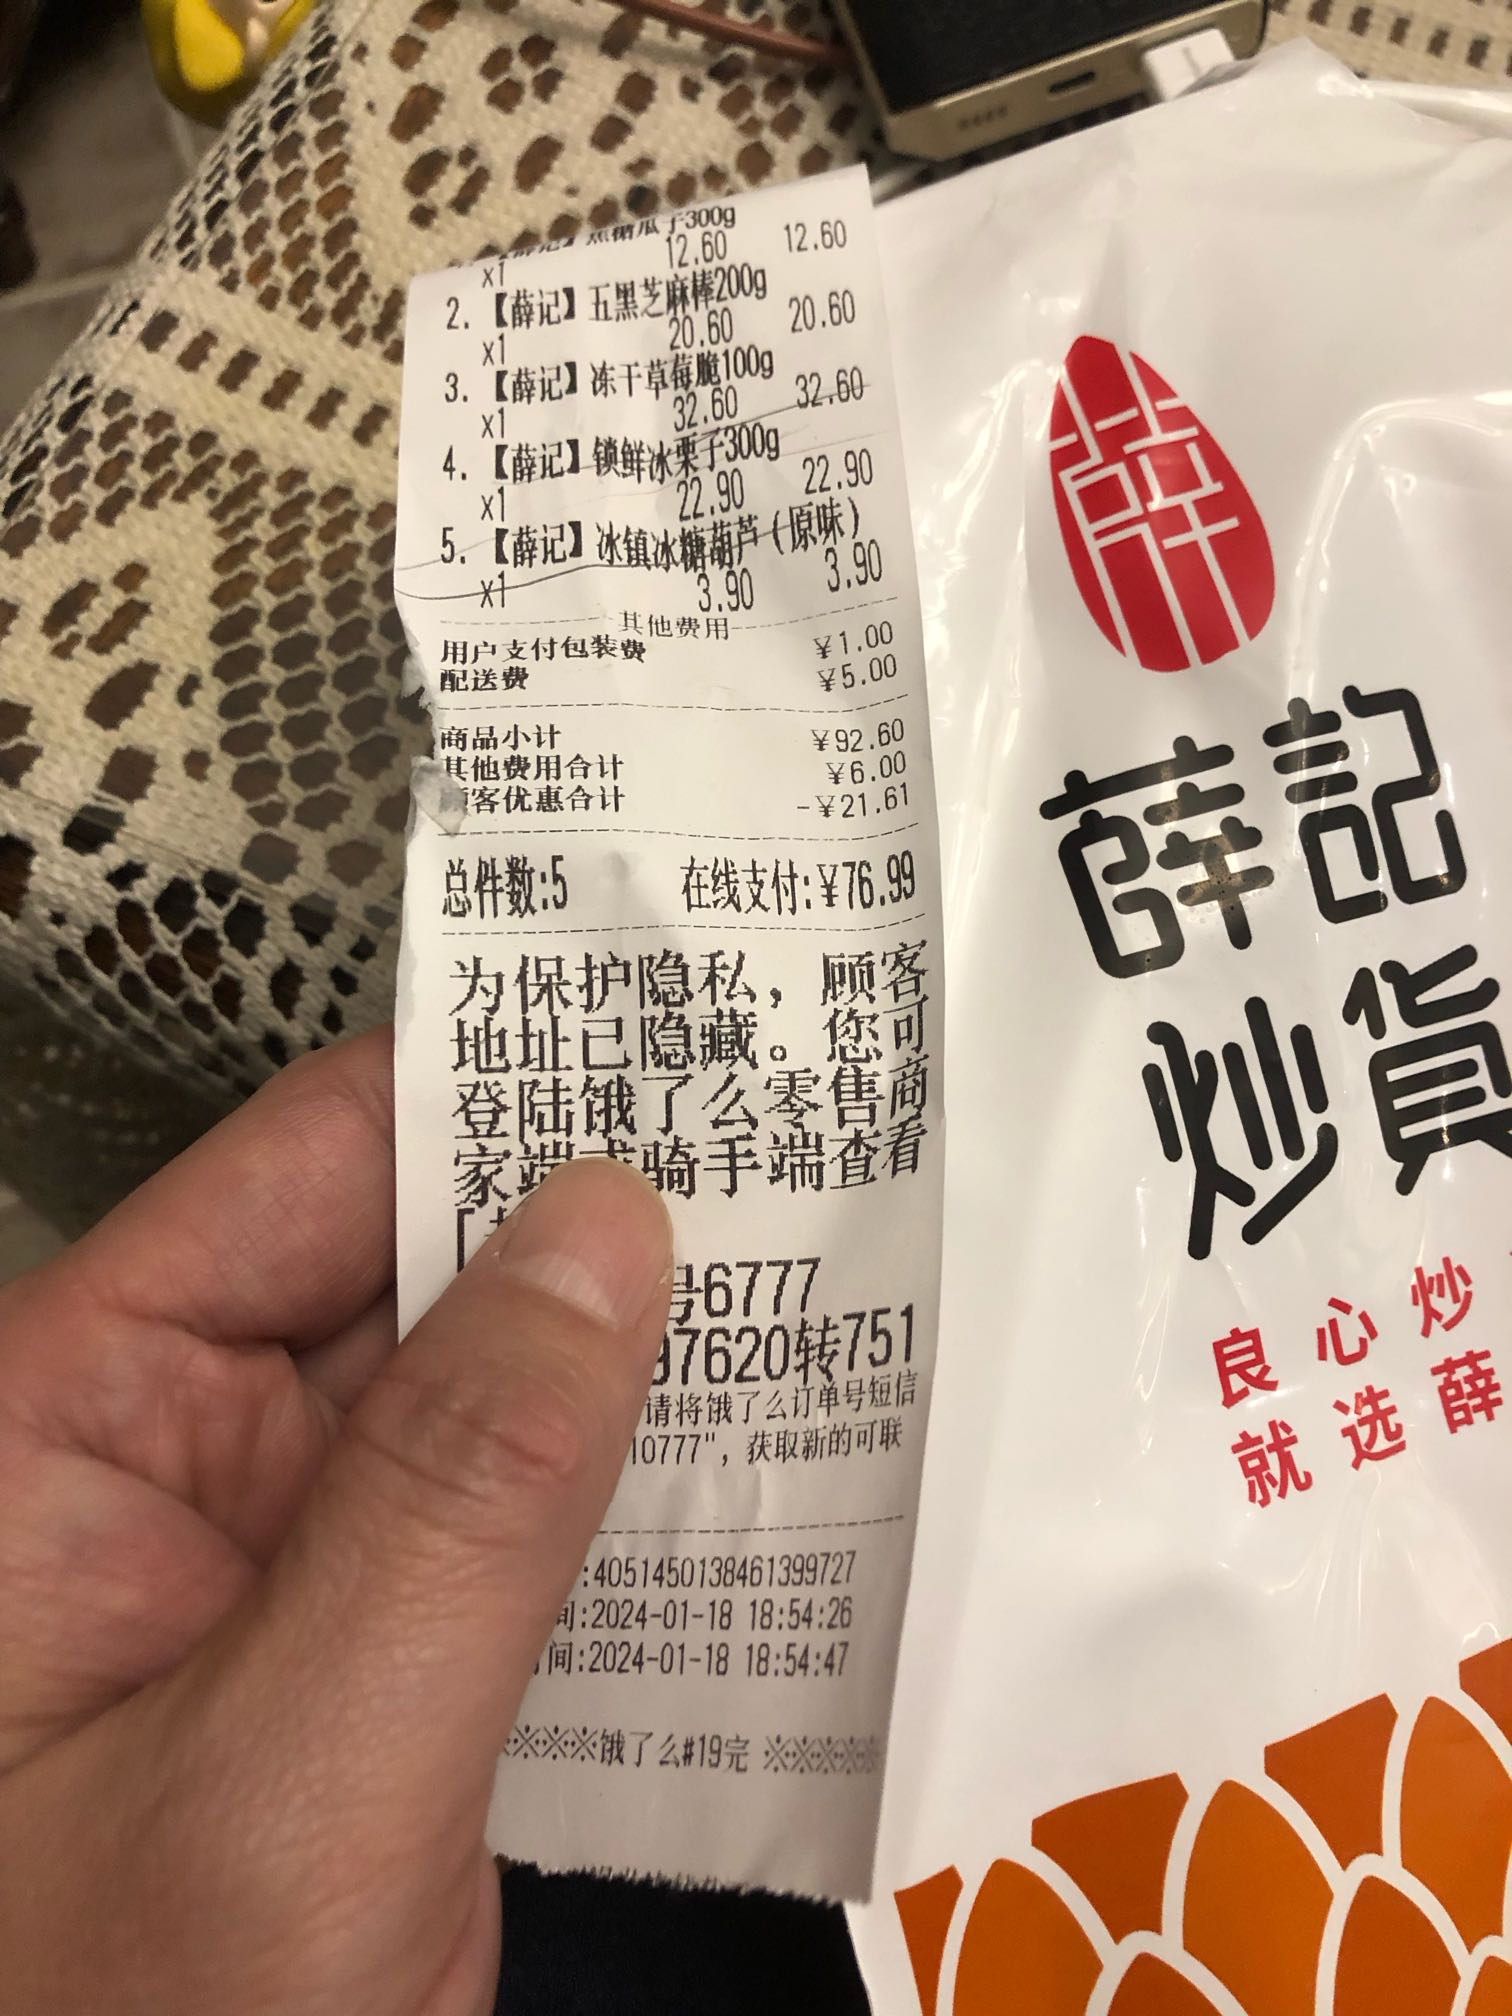 瓜子300g
x1 12.60 12.60
2.【薛记】五黑芝麻棒200g
x1 20.60 20.60
3.【薛记】冻干草莓脆100g
x1 32.60 32.60
4.【薛记】锁鲜冰栗子300g
x1 22.90 22.90
5.【薛记】冰镇冰糖葫芦(原味)
x1 3.90 3.90
其他费用
用户支付包装费 ¥1.00
配送费 ¥5.00
商品小计 ¥92.60
其他费用合计 ¥6.00
顾客优惠合计 -¥21.61
总件数:5 在线支付:¥76.99
为保护隐私，顾客
地址已隐藏。您可
登陆饿了么零售商
家端或骑手端查看
号6777
97620转751
请将饿了么订单号短信
10777"，获取新的可联
:4051450138461399727
间:2024-01-18 18:54:26
间:2024-01-18 18:54:47
※※※※饿了么#19完 ※※※※※
薛
薛記
炒貨
良心炒
就选薛